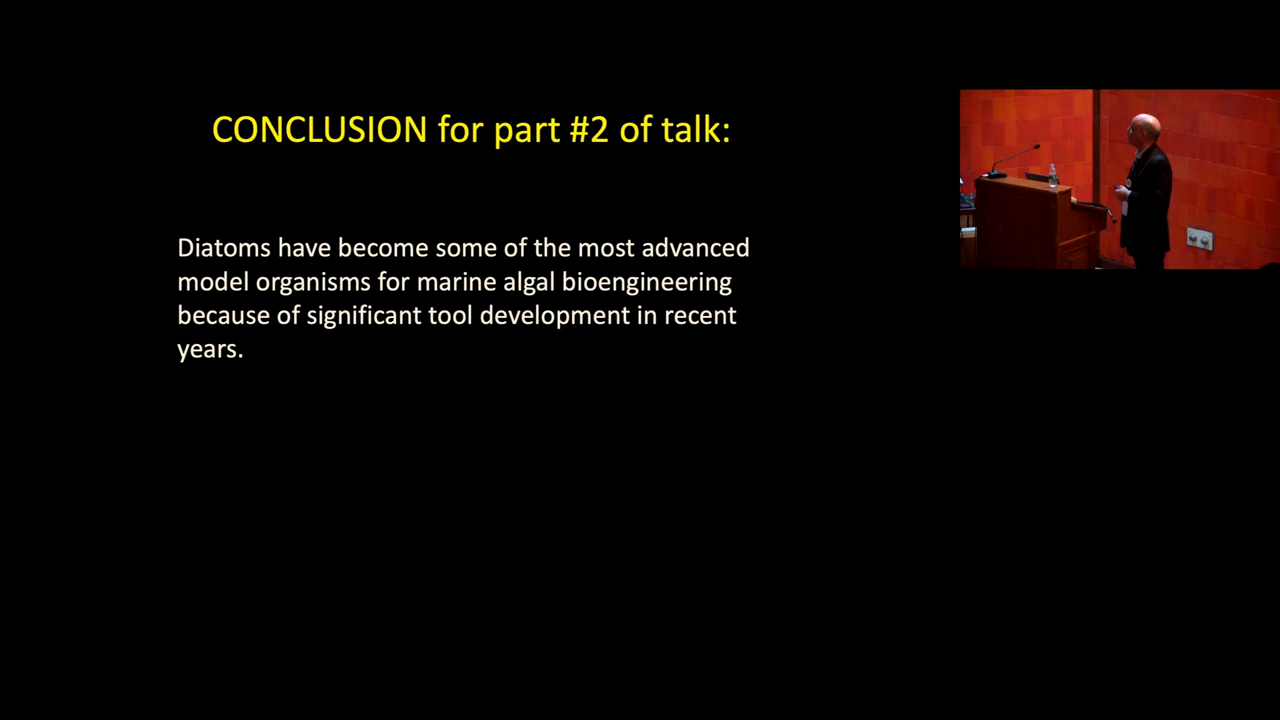 CONCLUSION for part #2 of talk:
Diatoms have become some of the most advanced
model organisms for marine algal bioengineering
because of significant tool development in recent
years.